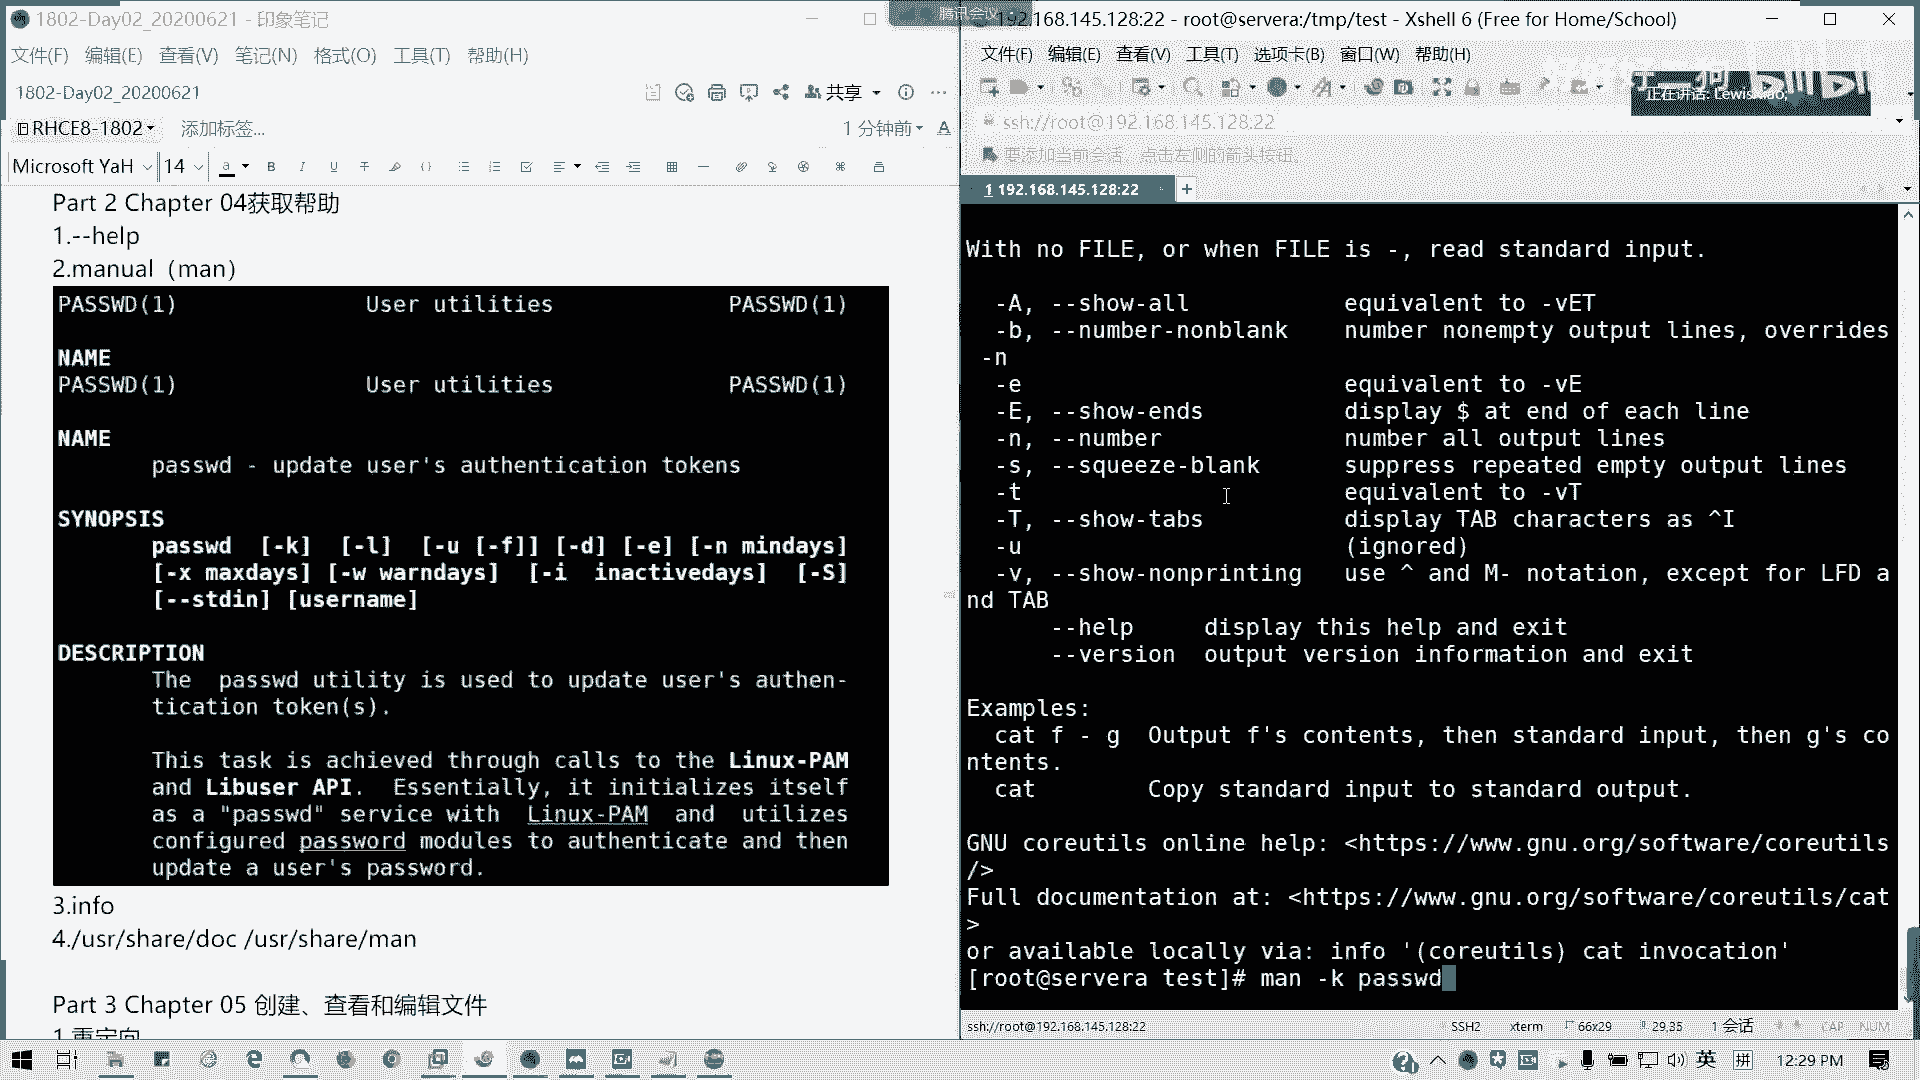 1802-Day02_20200621 - 印象笔记
文件(F) 编辑(E) 查看(V) 笔记(N) 格式(O) 工具(T) 帮助(H)
1802-Day02_20200621
共享
RHCE8-1802
添加标签...
1 分钟前
Microsoft YaH 14
Part 2 Chapter 04获取帮助
1.--help
2.manual（man）
PASSWD(1) User utilities PASSWD(1)
NAME
PASSWD(1) User utilities PASSWD(1)
NAME
passwd - update user's authentication tokens
SYNOPSIS
passwd [-k] [-l] [-u [-f]] [-d] [-e] [-n mindays]
[-x maxdays] [-w warndays] [-i inactivedays] [-S]
[--stdin] [username]
DESCRIPTION
The passwd utility is used to update user's authen-
tication token(s).
This task is achieved through calls to the Linux-PAM
and Libuser API. Essentially, it initializes itself
as a "passwd" service with Linux-PAM and utilizes
configured password modules to authenticate and then
update a user's password.
3.info
4./usr/share/doc /usr/share/man
Part 3 Chapter 05 创建、查看和编辑文件
1.重定向
腾讯会议
192.168.145.128:22 - root@servera:/tmp/test - Xshell 6 (Free for Home/School)
文件(F) 编辑(E) 查看(V) 工具(T) 选项卡(B) 窗口(W) 帮助(H)
正在讲话:
ssh://root@192.168.145.128:22
要添加当前会话，点击左侧的箭头按钮。
1 192.168.145.128:22
With no FILE, or when FILE is -, read standard input.
-A, --show-all equivalent to -vET
-b, --number-nonblank number nonempty output lines, overrides
-n
-e equivalent to -vE
-E, --show-ends display $ at end of each line
-n, --number number all output lines
-s, --squeeze-blank suppress repeated empty output lines
-t equivalent to -vT
-T, --show-tabs display TAB characters as ^I
-u (ignored)
-v, --show-nonprinting use ^ and M- notation, except for LFD a
nd TAB
--help display this help and exit
--version output version information and exit
Examples:
cat f - g Output f's contents, then standard input, then g's co
ntents.
cat Copy standard input to standard output.
GNU coreutils online help: <https://www.gnu.org/software/coreutils
/>
Full documentation at: <https://www.gnu.org/software/coreutils/cat
>
or available locally via: info '(coreutils) cat invocation'
[root@servera test]# man -k passwd
ssh://root@192.168.145.128:22 SSH2 xterm 66x29 29,35 1 会话 CAP NUM
英 拼 12:29 PM